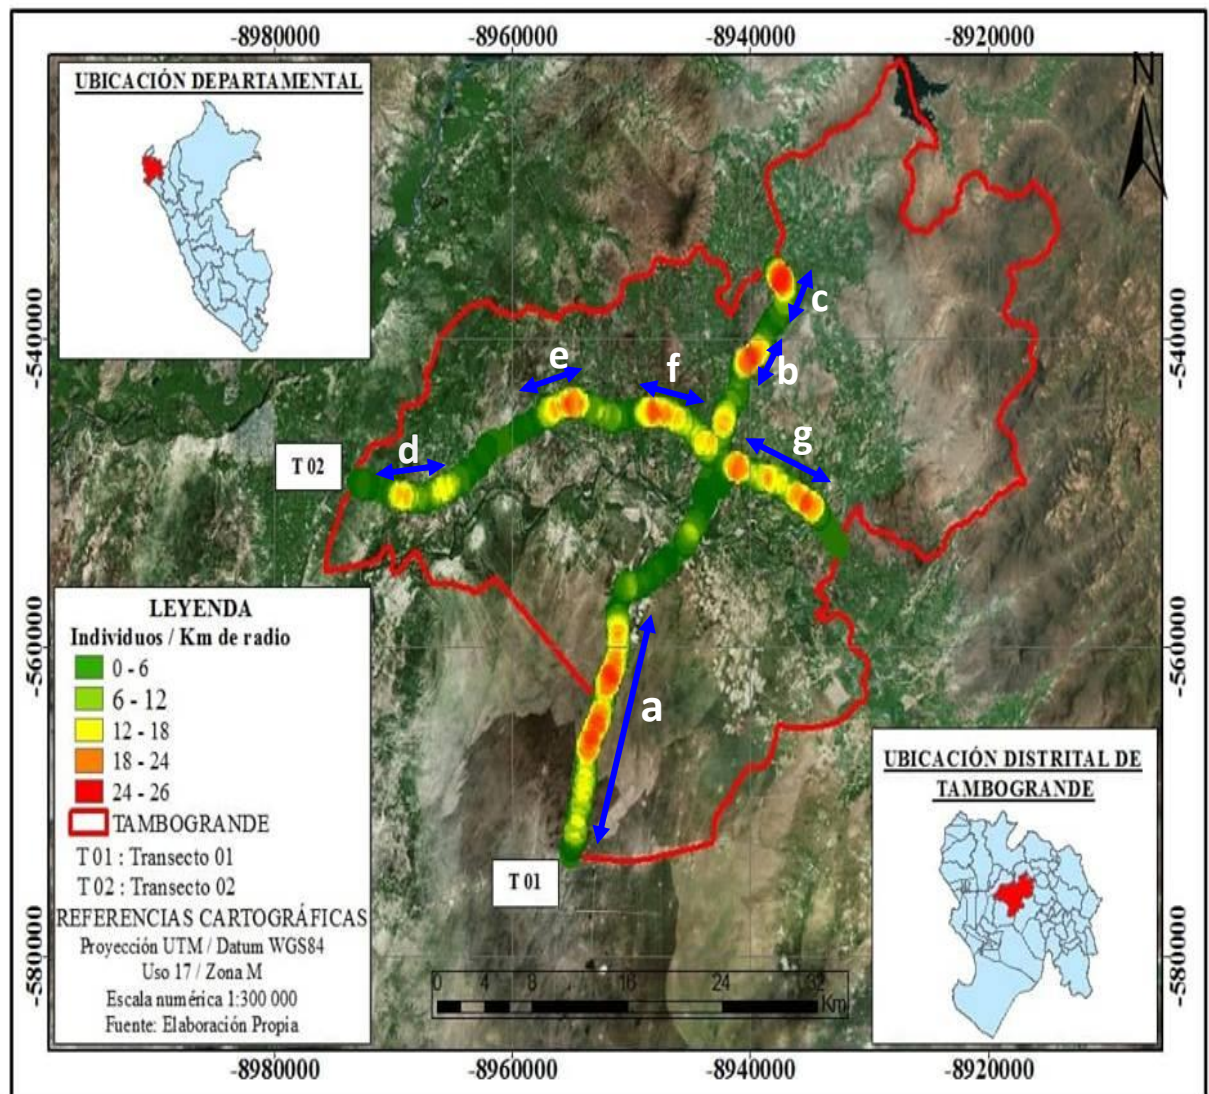 -8980000 -8960000 -8940000 -8920000
N
UBICACIÓN DEPARTAMENTAL
-540000
-540000
c
b
e
f
g
d
T 02
LEYENDA
Individuos / Km de radio
0 - 6
6 - 12
12 - 18
18 - 24
24 - 26
TAMBOGRANDE
T 01 : Transecto 01
T 02 : Transecto 02
REFERENCIAS CARTOGRÁFICAS
Proyección UTM / Datum WGS84
Uso 17 / Zona M
Escala numérica 1:300 000
Fuente: Elaboración Propia
-560000
-560000
a
T 01
UBICACIÓN DISTRITAL DE
TAMBOGRANDE
0 2 4 8 16 24 32
Km
-580000
-580000
-8980000 -8960000 -8940000 -8920000